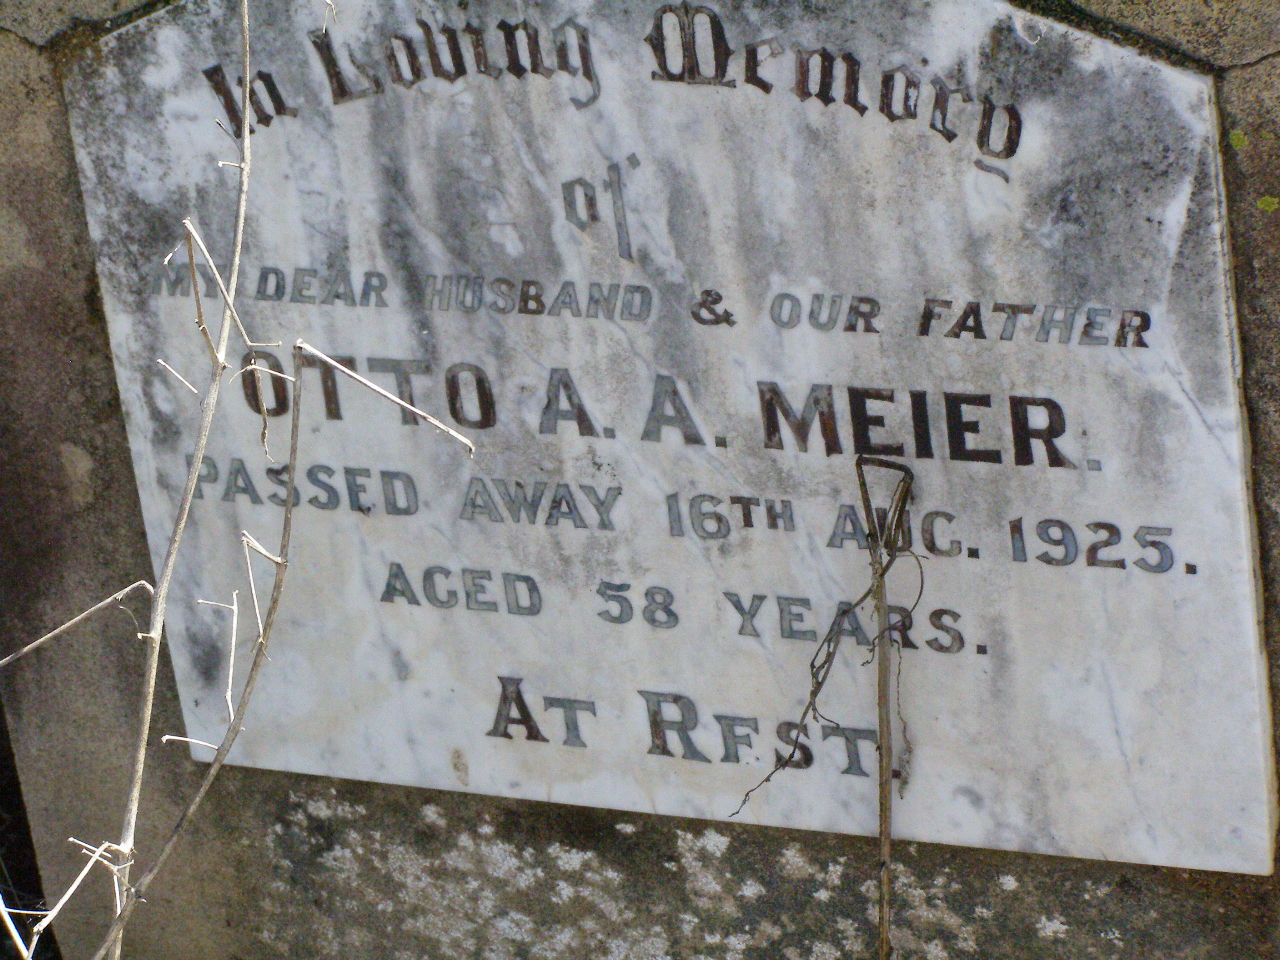 In Loving Memory
of
MY DEAR HUSBAND & OUR FATHER
OTTO A. A. MEIER.
PASSED AWAY 16TH AUG. 1925.
AGED 58 YEARS.
AT REST.